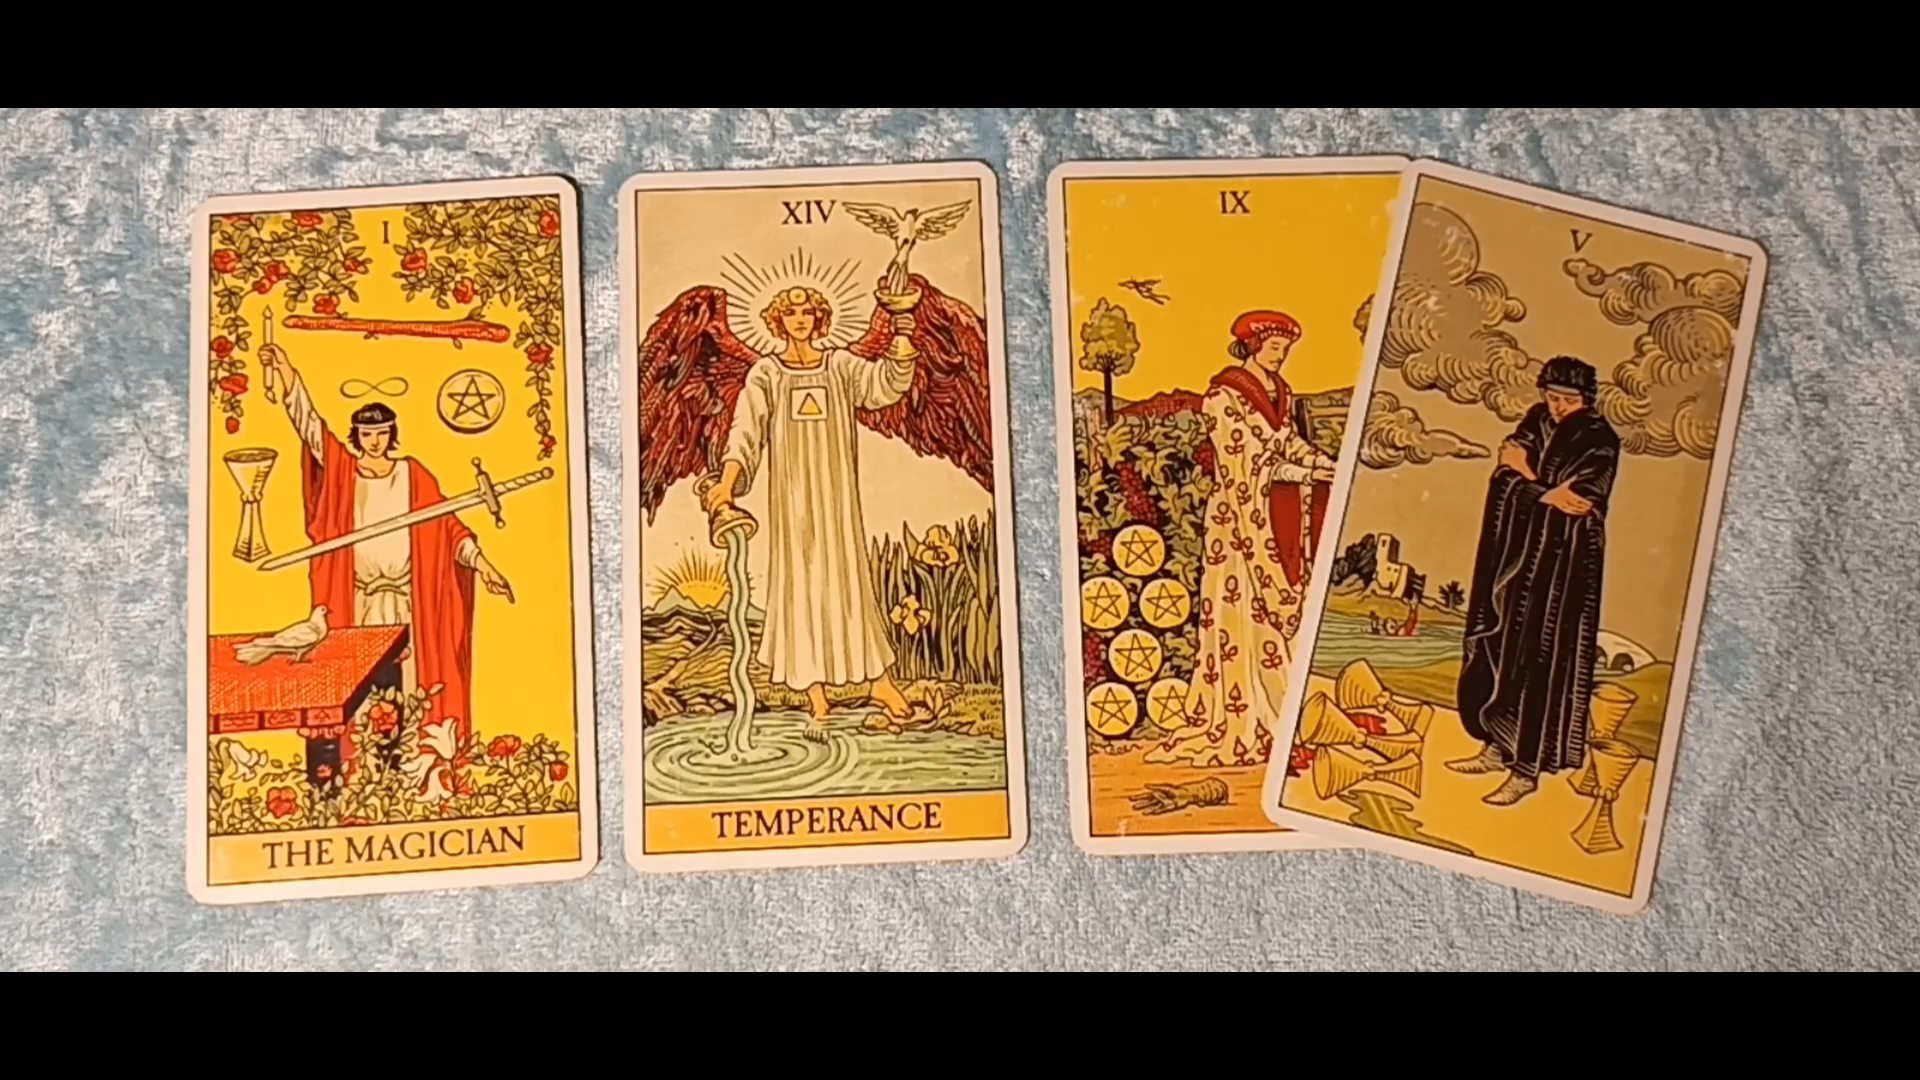 I
THE MAGICIAN
XIV
TEMPERANCE
IX
V